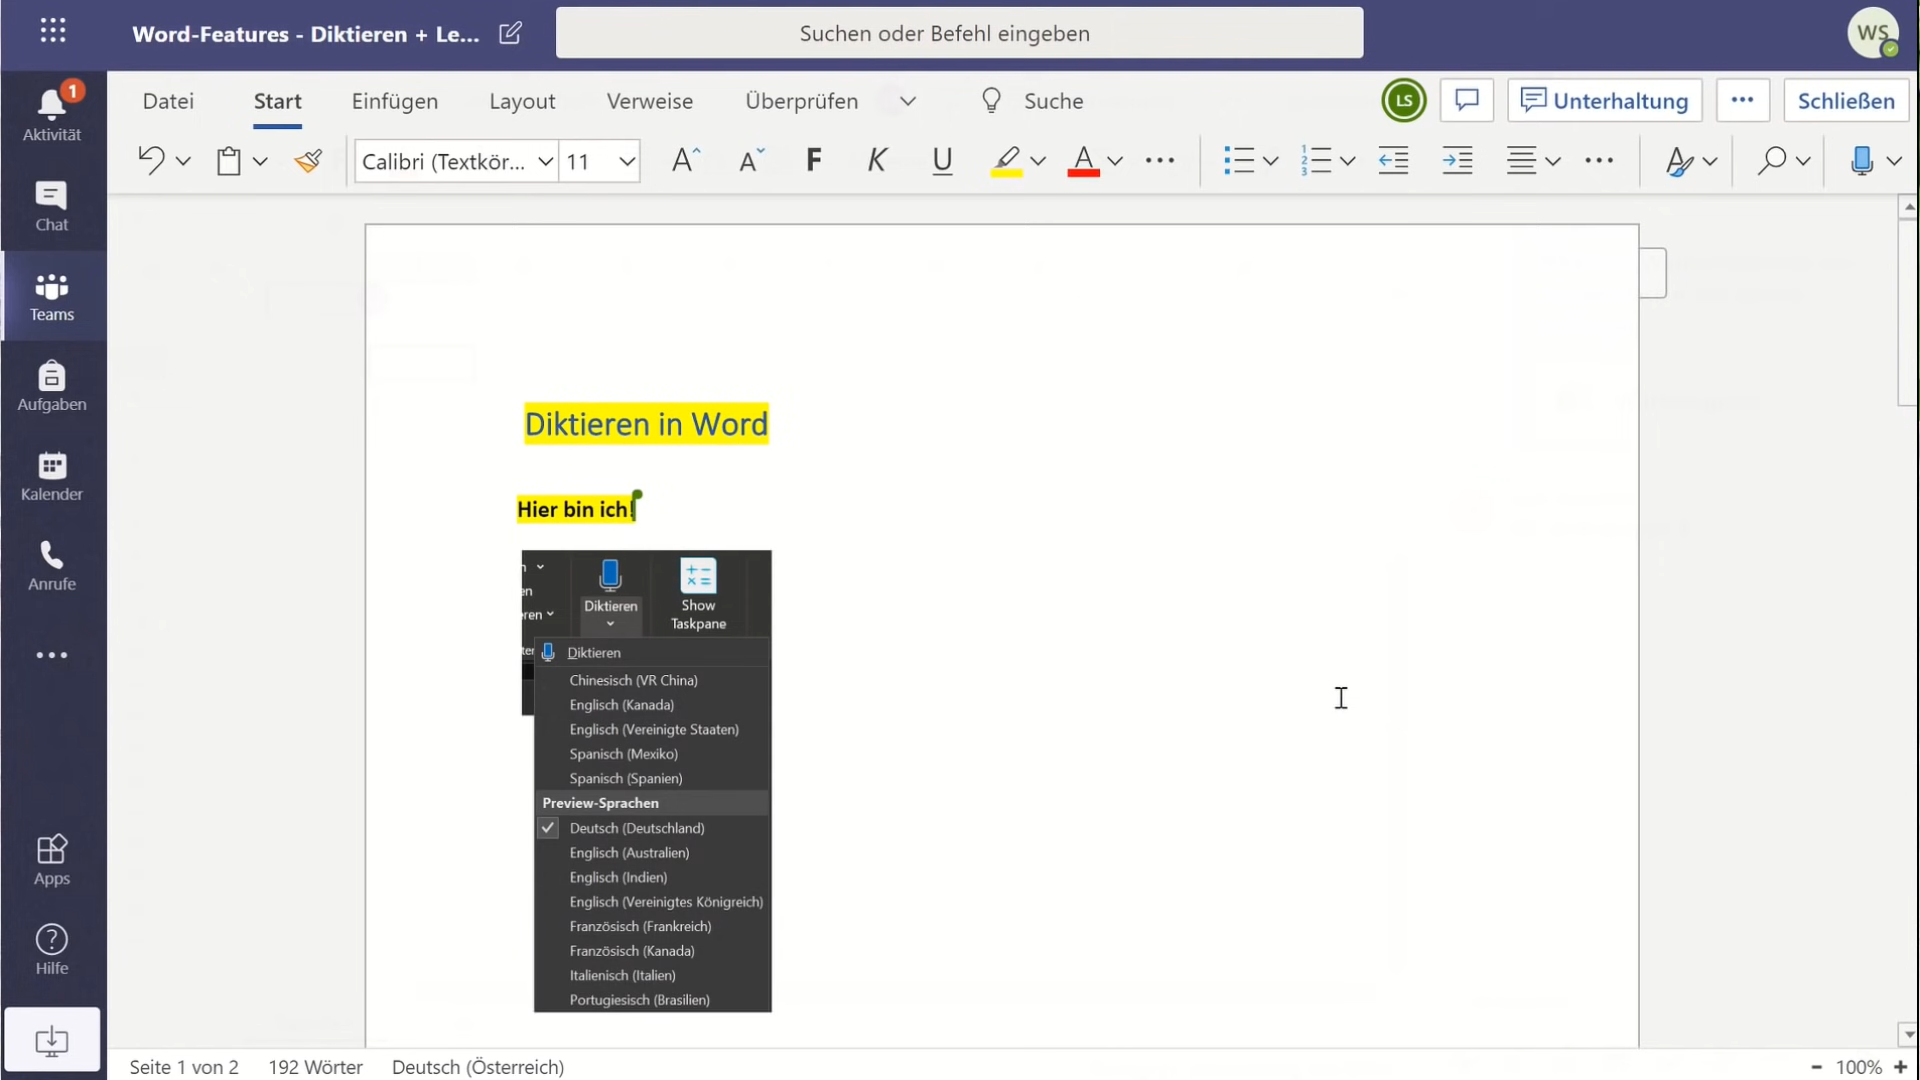 Word-Features - Diktieren + Le...
Suchen oder Befehl eingeben
WS
1
Aktivität
Chat
Teams
Aufgaben
Kalender
Anrufe
Apps
Hilfe
Datei Start Einfügen Layout Verweise Überprüfen Suche
LS Unterhaltung Schließen
Calibri (Textkör... 11 A A F K U A
Diktieren in Word
Hier bin ich!
en
eren
Diktieren
Show
Taskpane
ter
Diktieren
Chinesisch (VR China)
Englisch (Kanada)
Englisch (Vereinigte Staaten)
Spanisch (Mexiko)
Spanisch (Spanien)
Preview-Sprachen
Deutsch (Deutschland)
Englisch (Australien)
Englisch (Indien)
Englisch (Vereinigtes Königreich)
Französisch (Frankreich)
Französisch (Kanada)
Italienisch (Italien)
Portugiesisch (Brasilien)
Seite 1 von 2 192 Wörter Deutsch (Österreich) - 100% +